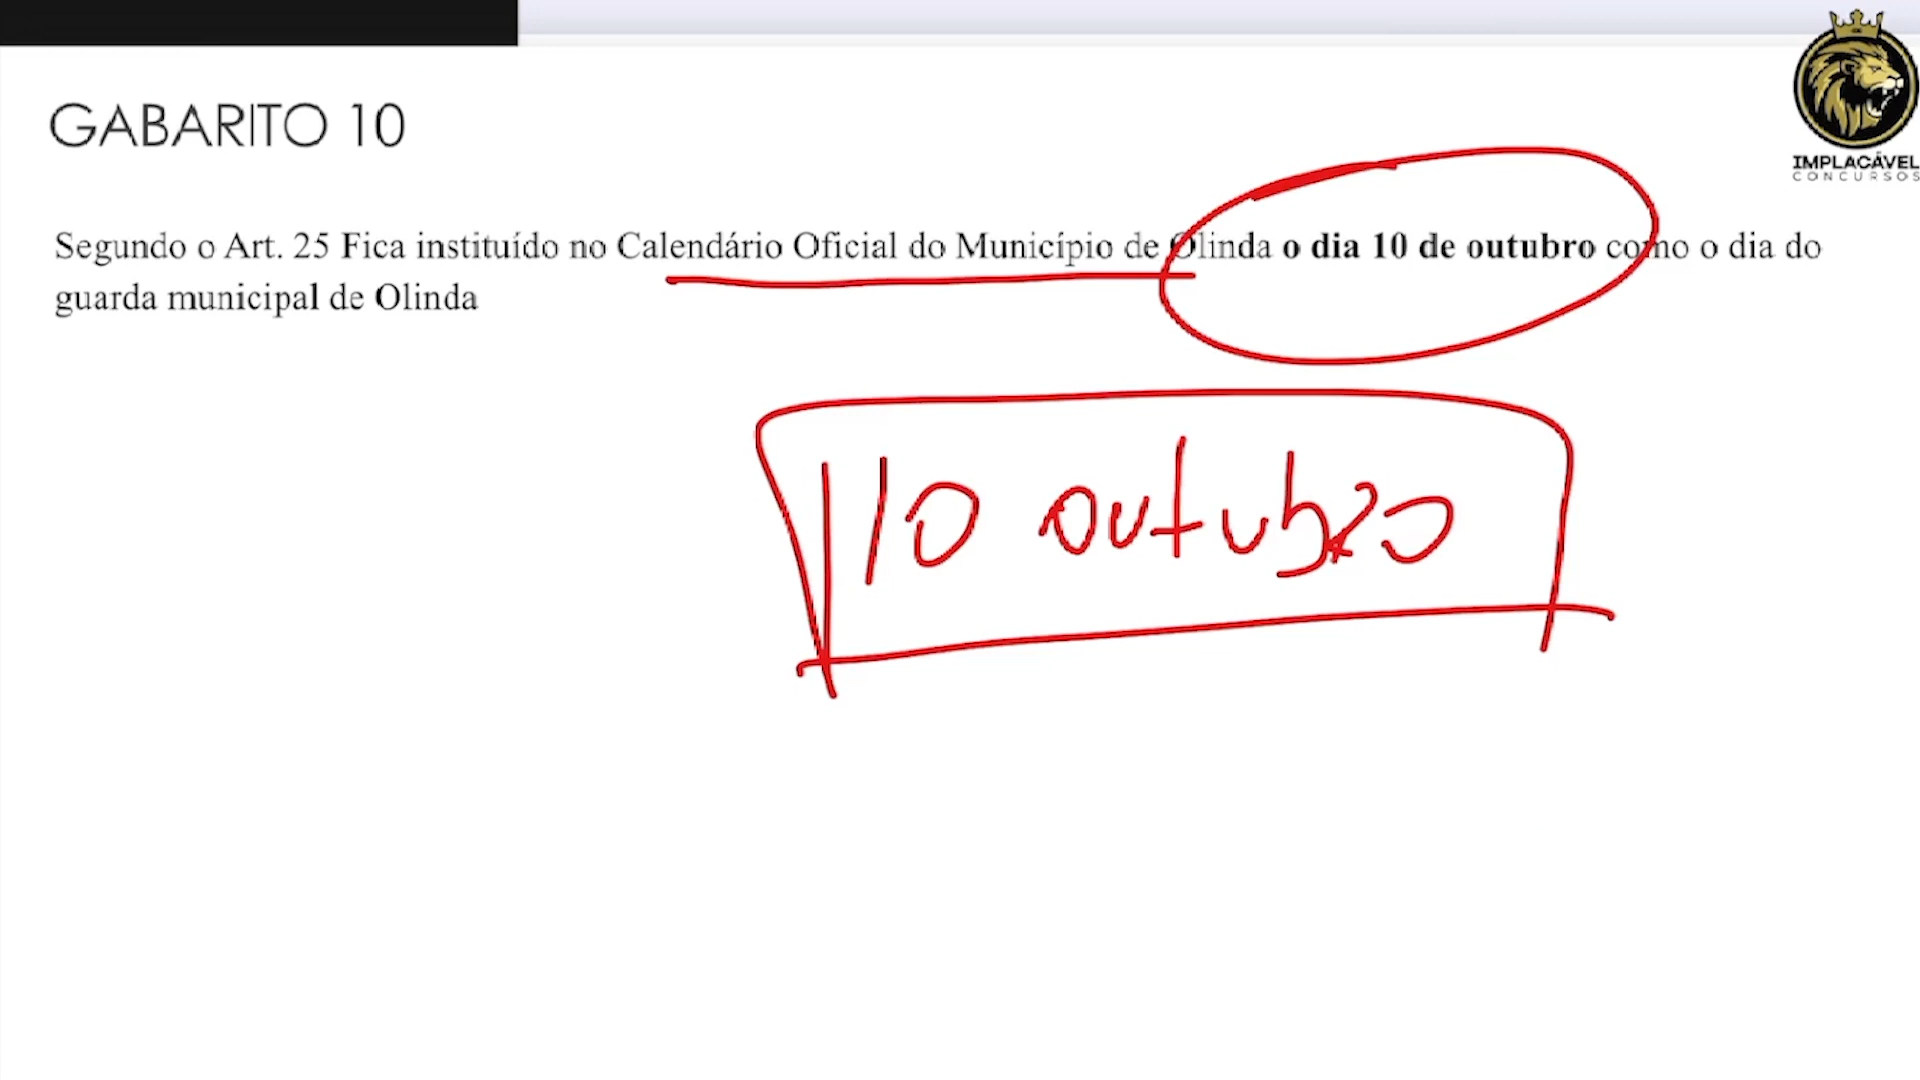 IMPLACÁVEL
CONCURSOS
GABARITO 10
Segundo o Art. 25 Fica instituído no Calendário Oficial do Município de Olinda o dia 10 de outubro como o dia do
guarda municipal de Olinda
10 outubro